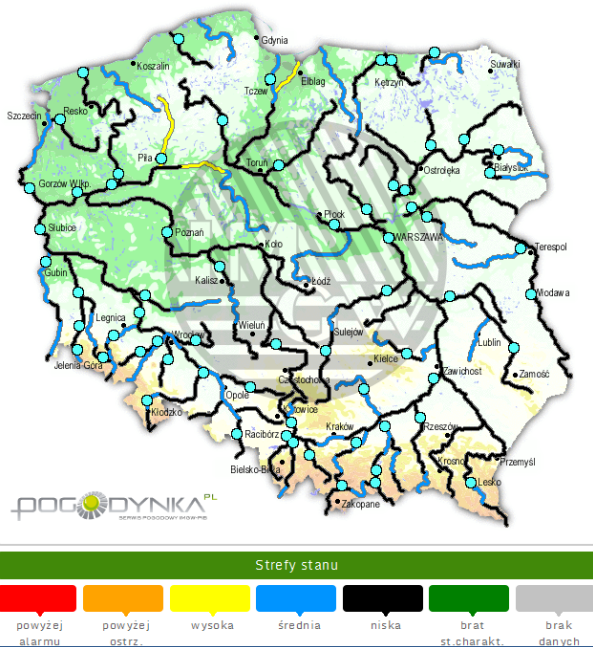 Gdynia
Koszalin
Suwałki
Elbląg
Kętrzyn
Tczew
Resko
Szczecin
Piła
Toruń
Ostrołęka
Białystok
Gorzów Wlkp.
Płock
Słubice
Poznań
WARSZAWA
Koło
Terespol
Gubin
Kalisz
Łódź
Włodawa
Legnica
Wrocław
Wieluń
Sulejów
Lublin
Jelenia Góra
Kielce
Zawichost
Zamość
Częstochowa
Opole
Kłodzko
Katowice
Kraków
Rzeszów
Racibórz
Bielsko-Biała
Krosno
Przemyśl
Lesko
Zakopane
POGODYNKA PL
SERWIS POGODOWY IMGW-PIB
Strefy stanu
powyżej alarmu
powyżej ostrz.
wysoka
średnia
niska
brat st.charakt.
brak danych